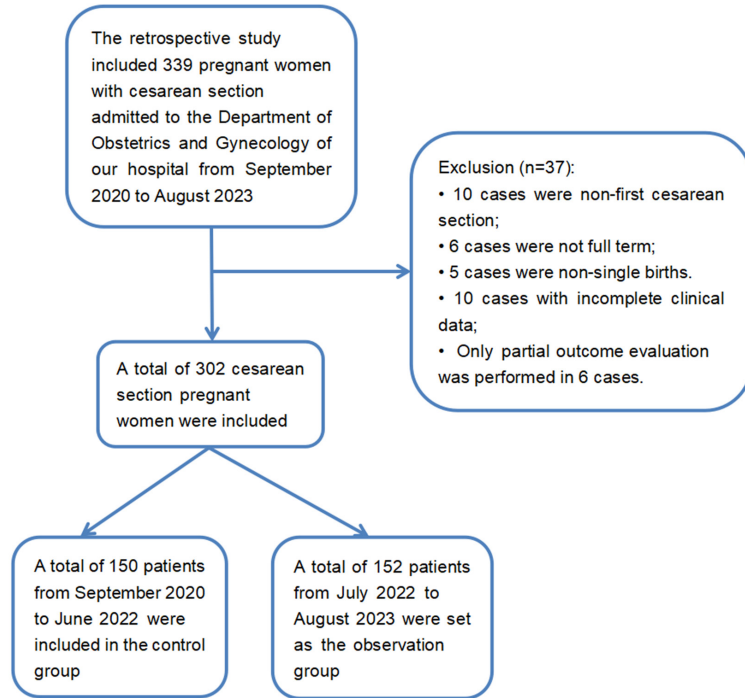 The retrospective study
included 339 pregnant women
with cesarean section
admitted to the Department of
Obstetrics and Gynecology of
our hospital from September
2020 to August 2023
Exclusion (n=37):
• 10 cases were non-first cesarean
section;
• 6 cases were not full term;
• 5 cases were non-single births.
• 10 cases with incomplete clinical
data;
• Only partial outcome evaluation
was performed in 6 cases.
A total of 302 cesarean
section pregnant
women were included
A total of 150 patients
from September 2020
to June 2022 were
included in the control
group
A total of 152 patients
from July 2022 to
August 2023 were set
as the observation
group